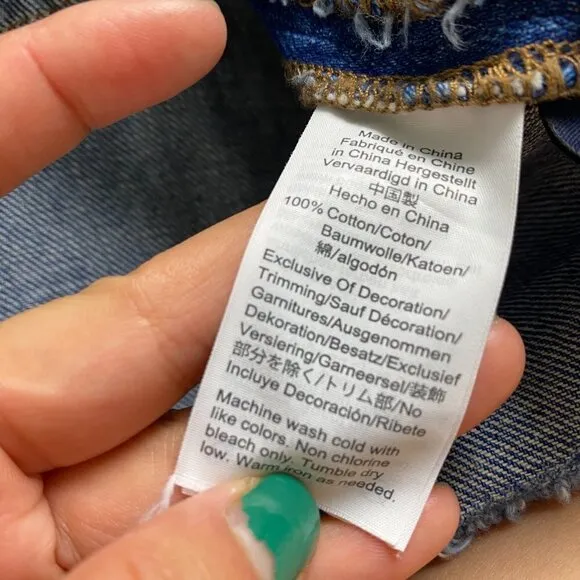 Made in China
Fabriqué en Chine
in China Hergestellt
Vervaardigd in China
中国製
Hecho en China
100% Cotton/Coton/
Baumwolle/Katoen/
綿/algodón
Exclusive Of Decoration/
Trimming/Sauf Décoration/
Garnitures/Ausgenommen
Dekoration/Besatz/Exclusief
Versiering/Garneersel/装飾
部分を除く/トリム部/No
Incluye Decoración/Ribete
Machine wash cold with
like colors. Non chlorine
bleach only. Tumble dry
low. Warm iron as needed.